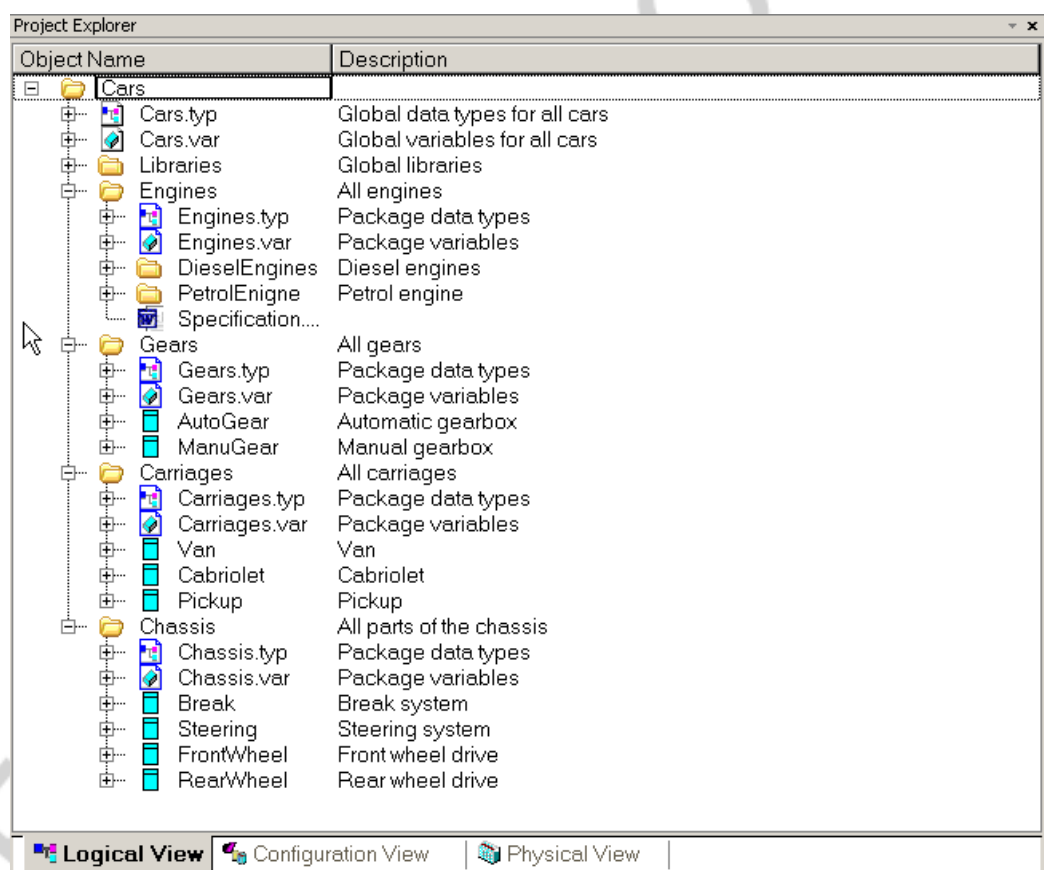 Project Explorer
Object Name Description
Cars
Cars.typ Global data types for all cars
Cars.var Global variables for all cars
Libraries Global libraries
Engines All engines
Engines.typ Package data types
Engines.var Package variables
DieselEngines Diesel engines
PetrolEnigne Petrol engine
Specification....
Gears All gears
Gears.typ Package data types
Gears.var Package variables
AutoGear Automatic gearbox
ManuGear Manual gearbox
Carriages All carriages
Carriages.typ Package data types
Carriages.var Package variables
Van Van
Cabriolet Cabriolet
Pickup Pickup
Chassis All parts of the chassis
Chassis.typ Package data types
Chassis.var Package variables
Break Break system
Steering Steering system
FrontWheel Front wheel drive
RearWheel Rear wheel drive
Logical View Configuration View Physical View